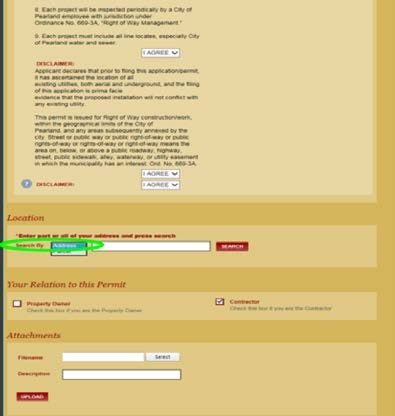 8. Each project will be inspected periodically by a City of
Pearland employee with jurisdiction under
Ordinance No. 669-3A, "Right of Way Management."
9. Each project must include all line locates, especially City
of Pearland water and sewer.
I AGREE
DISCLAIMER:
Applicant declares that prior to filing this application/permit,
it has ascertained the location of all
existing utilities, both aerial and underground, and the filing
of this application is prima facie
evidence that the proposed installation will not conflict with
any existing utility.
This permit is issued for Right of Way construction/work,
within the geographical limits of the City of
Pearland, and any areas subsequently annexed by the
city. Street or public way or public right-of-way or public
rights-of-way or rights-of-way or right-of-way means the
area on, below, or above a public roadway, highway,
street, public sidewalk, alley, waterway, or utility easement
in which the municipality has an interest. Ord. No. 669-3A.
I AGREE
? DISCLAIMER: I AGREE
Location
*Enter part or all of your address and press search
Search By Address SEARCH
Your Relation to this Permit
Property Owner
Check this box if you are the Property Owner
Contractor
Check this box if you are the Contractor
Attachments
Filename Select
Description
UPLOAD